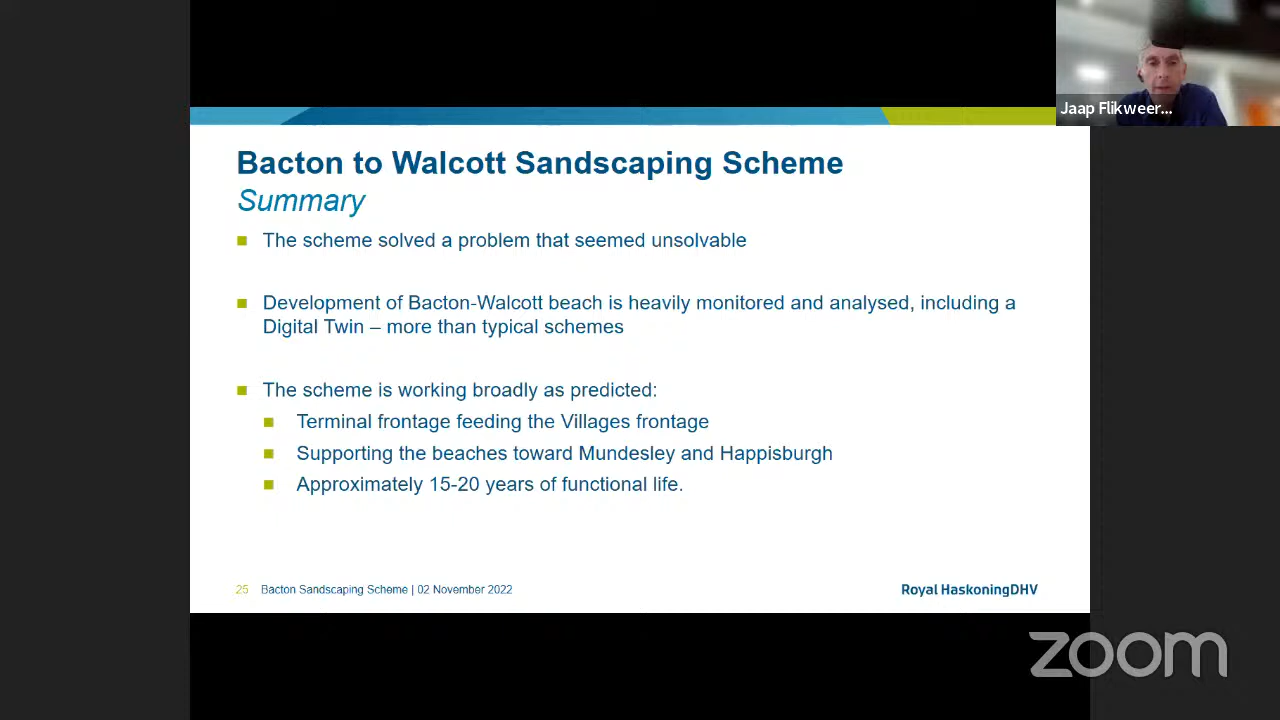 Jaap Flikweer...
Bacton to Walcott Sandscaping Scheme
Summary
The scheme solved a problem that seemed unsolvable
Development of Bacton-Walcott beach is heavily monitored and analysed, including a
Digital Twin – more than typical schemes
The scheme is working broadly as predicted:
Terminal frontage feeding the Villages frontage
Supporting the beaches toward Mundesley and Happisburgh
Approximately 15-20 years of functional life.
25 Bacton Sandscaping Scheme | 02 November 2022
Royal HaskoningDHV
zoom